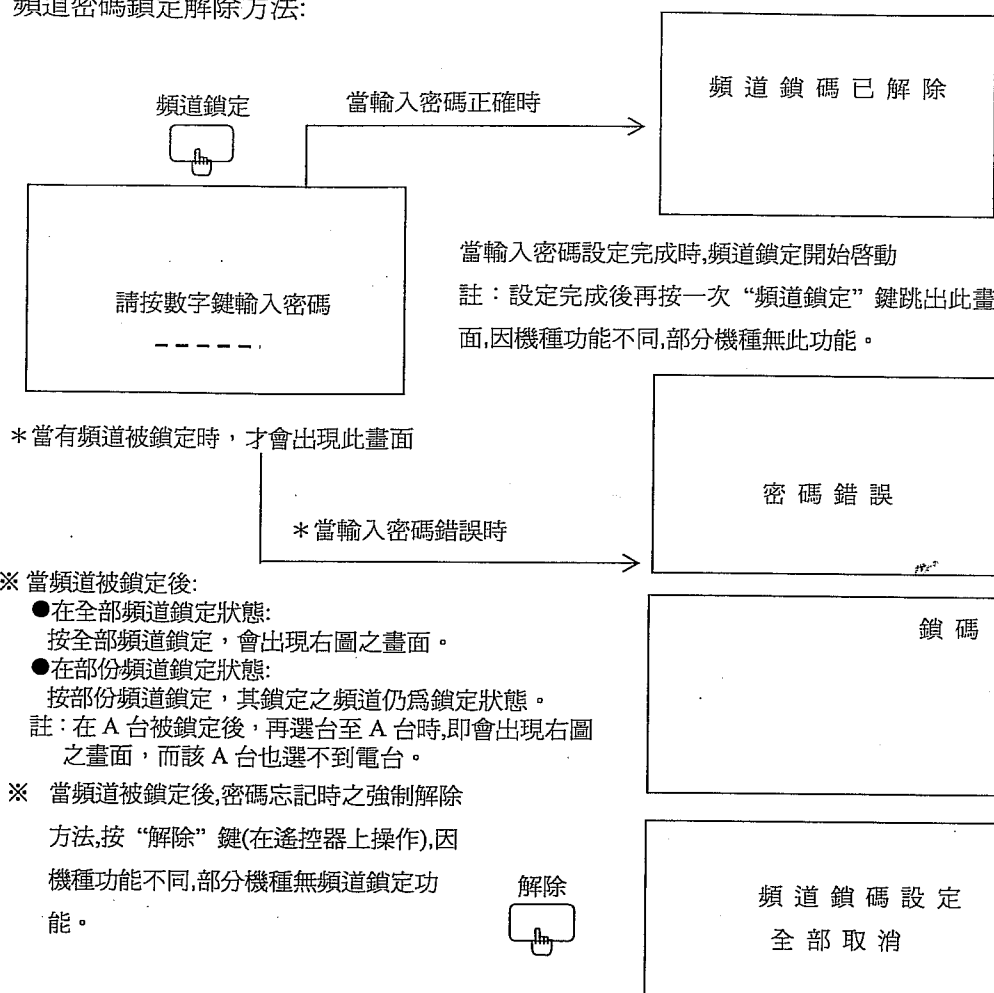 頻道密碼鎖定解除方法:
頻道鎖定
當輸入密碼正確時
頻道鎖碼已解除
請按數字鍵輸入密碼
-----
當輸入密碼設定完成時,頻道鎖定開始啓動
註：設定完成後再按一次“頻道鎖定”鍵跳出此畫
面,因機種功能不同,部分機種無此功能。
＊當有頻道被鎖定時，才會出現此畫面
＊當輸入密碼錯誤時
密碼錯誤
※當頻道被鎖定後:
●在全部頻道鎖定狀態:
按全部頻道鎖定，會出現右圖之畫面。
●在部份頻道鎖定狀態:
按部份頻道鎖定，其鎖定之頻道仍爲鎖定狀態。
註：在 A 台被鎖定後，再選台至 A 台時,即會出現右圖
之畫面，而該 A 台也選不到電台。
鎖碼
※ 當頻道被鎖定後,密碼忘記時之強制解除
方法,按“解除”鍵(在遙控器上操作),因
機種功能不同,部分機種無頻道鎖定功
能。
解除
頻道鎖碼設定
全部取消